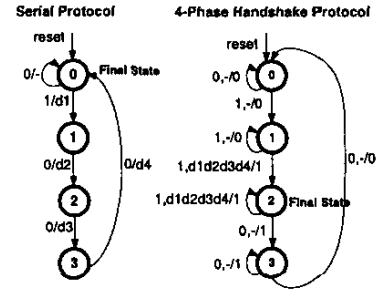 Serial Protocol
4-Phase Handshake Protocol
reset
reset
0/-
0
Final State
0,-/0
0
1/d1
1,-/0
1
1,-/0
1
0/d2
0/d4
1,d1d2d3d4/1
0,-/0
2
1,d1d2d3d4/1
2
Final State
0/d3
0,-/1
3
0,-/1
3